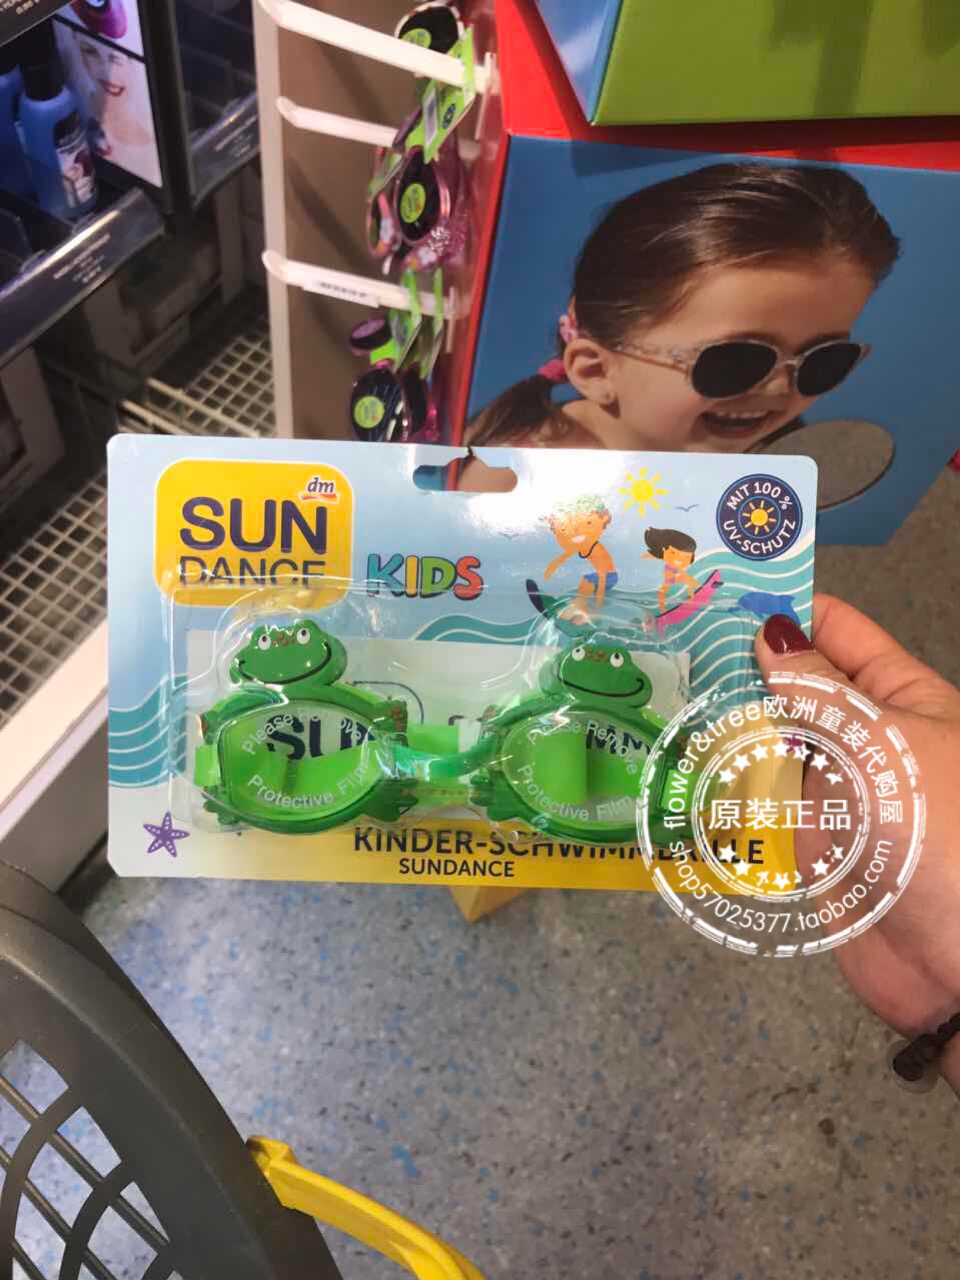 dm
SUN
DANCE
KIDS
MIT 100 %
UV-SCHUTZ
Please Remove
Protective Film
Please Remove
Protective Film
KINDER-SCHWIMMBRILLE
SUNDANCE
flower&tree欧洲童装代购屋
原装正品
shop57025377.taobao.com